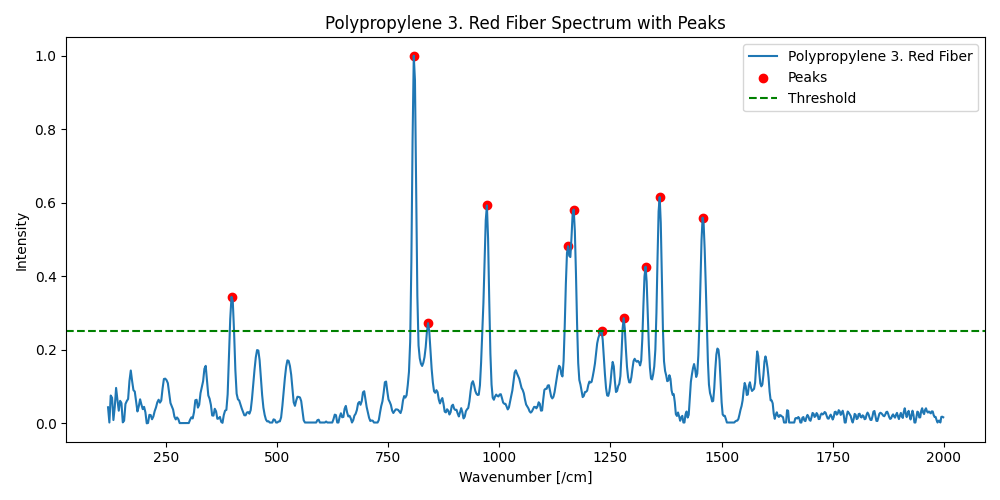 Polypropylene 3. Red Fiber Spectrum with Peaks
Polypropylene 3. Red Fiber
Peaks
Threshold
Intensity
1.0
0.8
0.6
0.4
0.2
0.0
250
500
750
1000
1250
1500
1750
2000
Wavenumber [/cm]